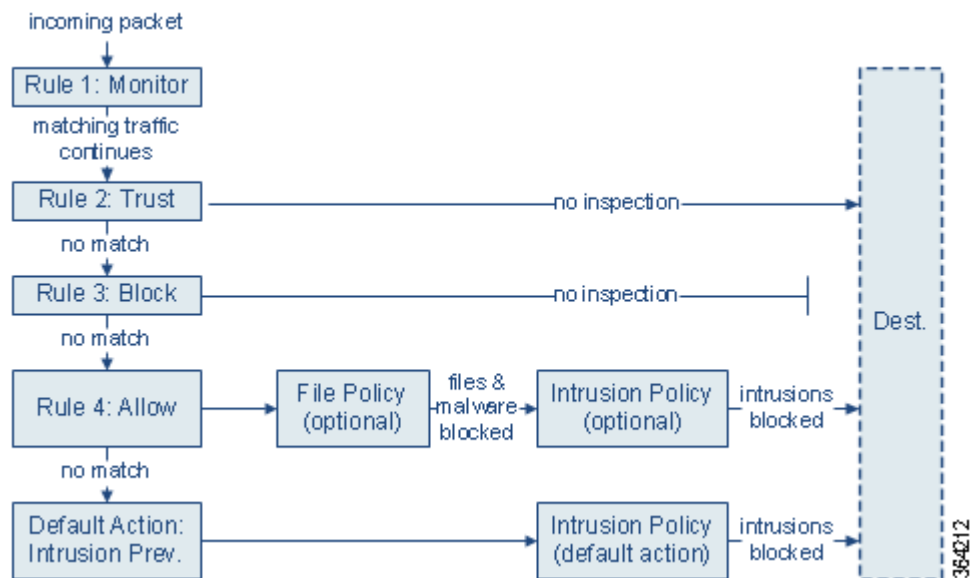 incoming packet
Rule 1: Monitor
matching traffic
continues
Rule 2: Trust
no inspection
no match
Rule 3: Block
no inspection
no match
Rule 4: Allow
File Policy
(optional)
files &
malware
blocked
Intrusion Policy
(optional)
intrusions
blocked
no match
Default Action:
Intrusion Prev.
Intrusion Policy
(default action)
intrusions
blocked
Dest.
364212